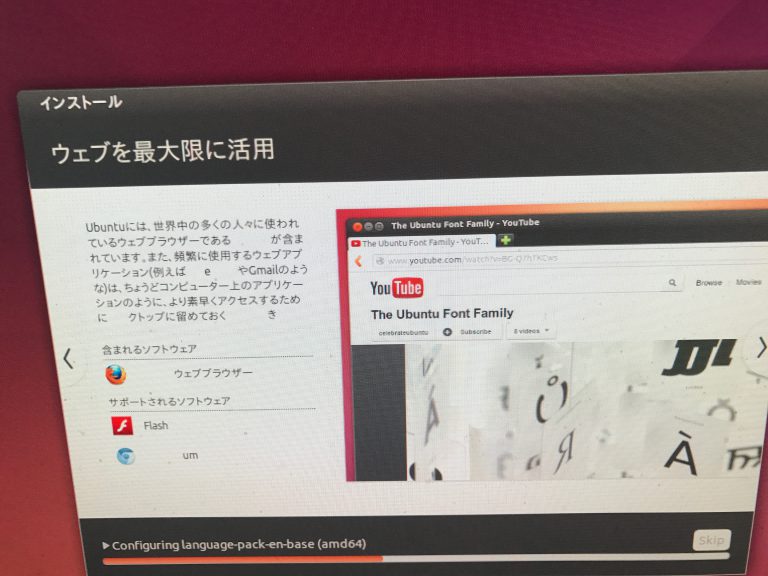 インストール
ウェブを最大限に活用
Ubuntuには、世界中の多くの人々に使われ
ているウェブブラウザーである が含ま
れています。また、頻繁に使用するウェブアプ
リケーション(例えば e やGmailのよう
な)は、ちょうどコンピューター上のアプリケー
ションのように、より素早くアクセスするため
に クトップに留めておく き
含まれるソフトウェア
ウェブブラウザー
サポートされるソフトウェア
Flash
um
The Ubuntu Font Family - YouTube
The Ubuntu Font Family - YouT...
www.youtube.com/watch?v=
YouTube
Browse
Movies
The Ubuntu Font Family
celebrateubuntu
Subscribe
8 videos
Á
Я
À
Configuring language-pack-en-base (amd64)
Skip